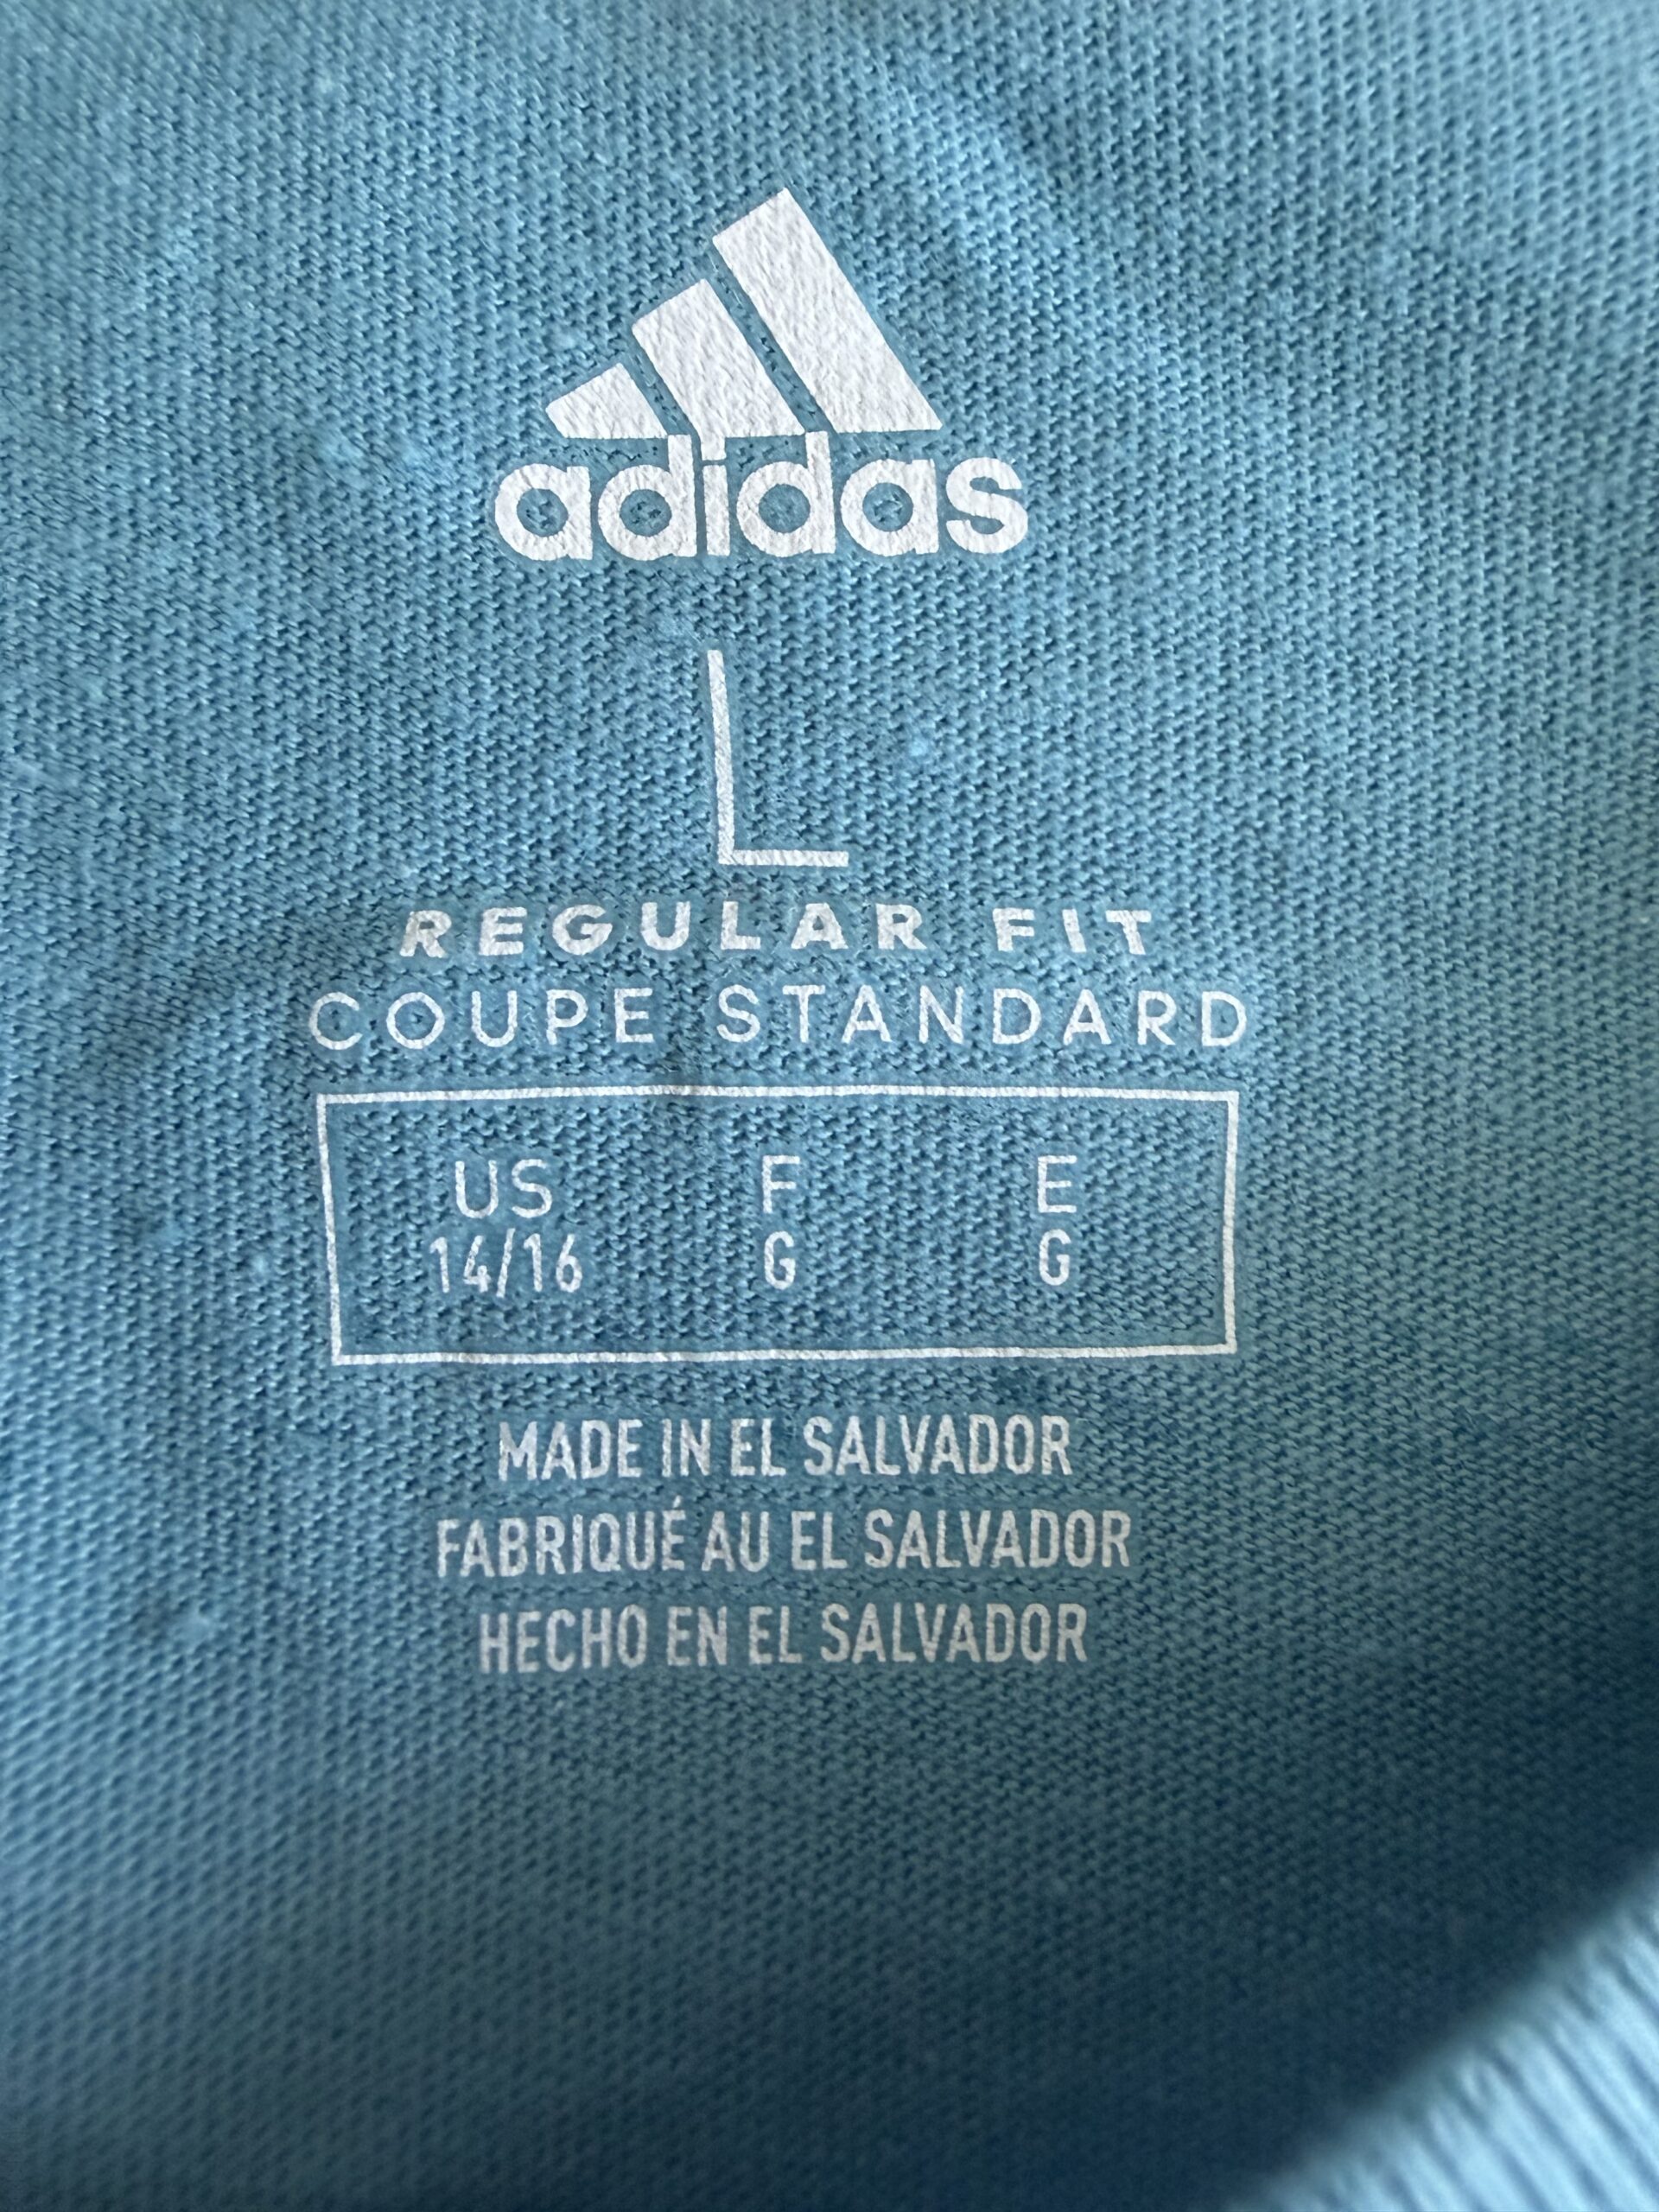 adidas
L
REGULAR FIT
COUPE STANDARD
US F E
14/16 G G
MADE IN EL SALVADOR
FABRIQUÉ AU EL SALVADOR
HECHO EN EL SALVADOR